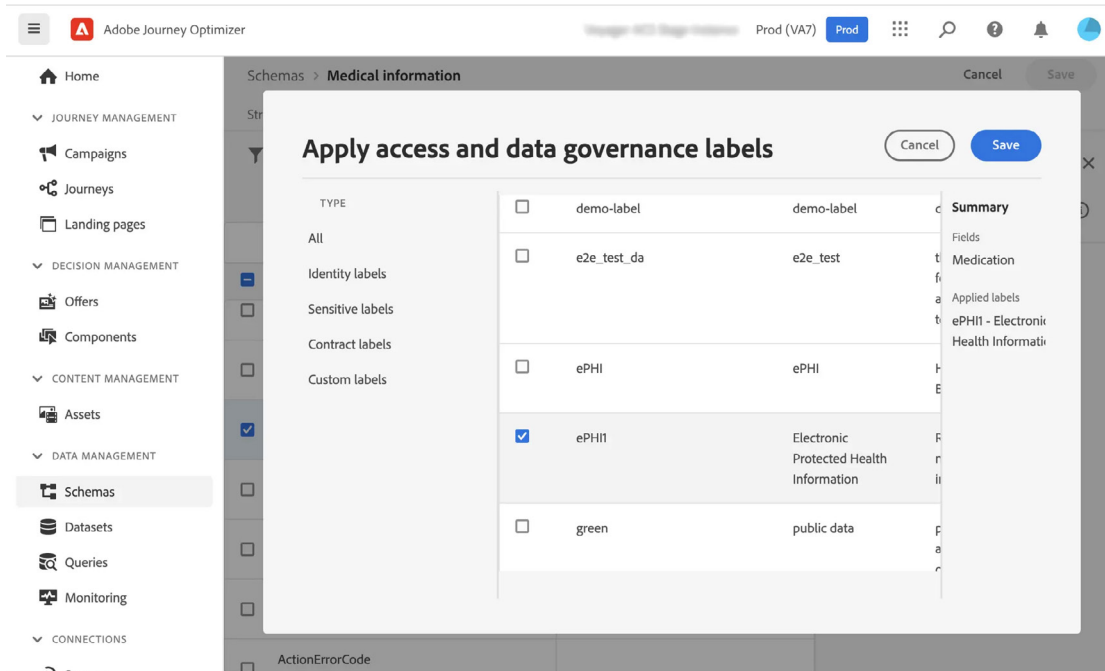 Adobe Journey Optimizer
Prod (VA7)
Prod
Home
JOURNEY MANAGEMENT
Campaigns
Journeys
Landing pages
DECISION MANAGEMENT
Offers
Components
CONTENT MANAGEMENT
Assets
DATA MANAGEMENT
Schemas
Datasets
Queries
Monitoring
CONNECTIONS
Schemas > Medical information
Cancel
Save
Str
Apply access and data governance labels
Cancel
Save
TYPE
All
Identity labels
Sensitive labels
Contract labels
Custom labels
demo-label demo-label
e2e_test_da e2e_test
ePHI ePHI
ePHI1 Electronic
Protected Health
Information
green public data
Summary
Fields
Medication
Applied labels
ePHI1 - Electronic
Health Informati
ActionErrorCode